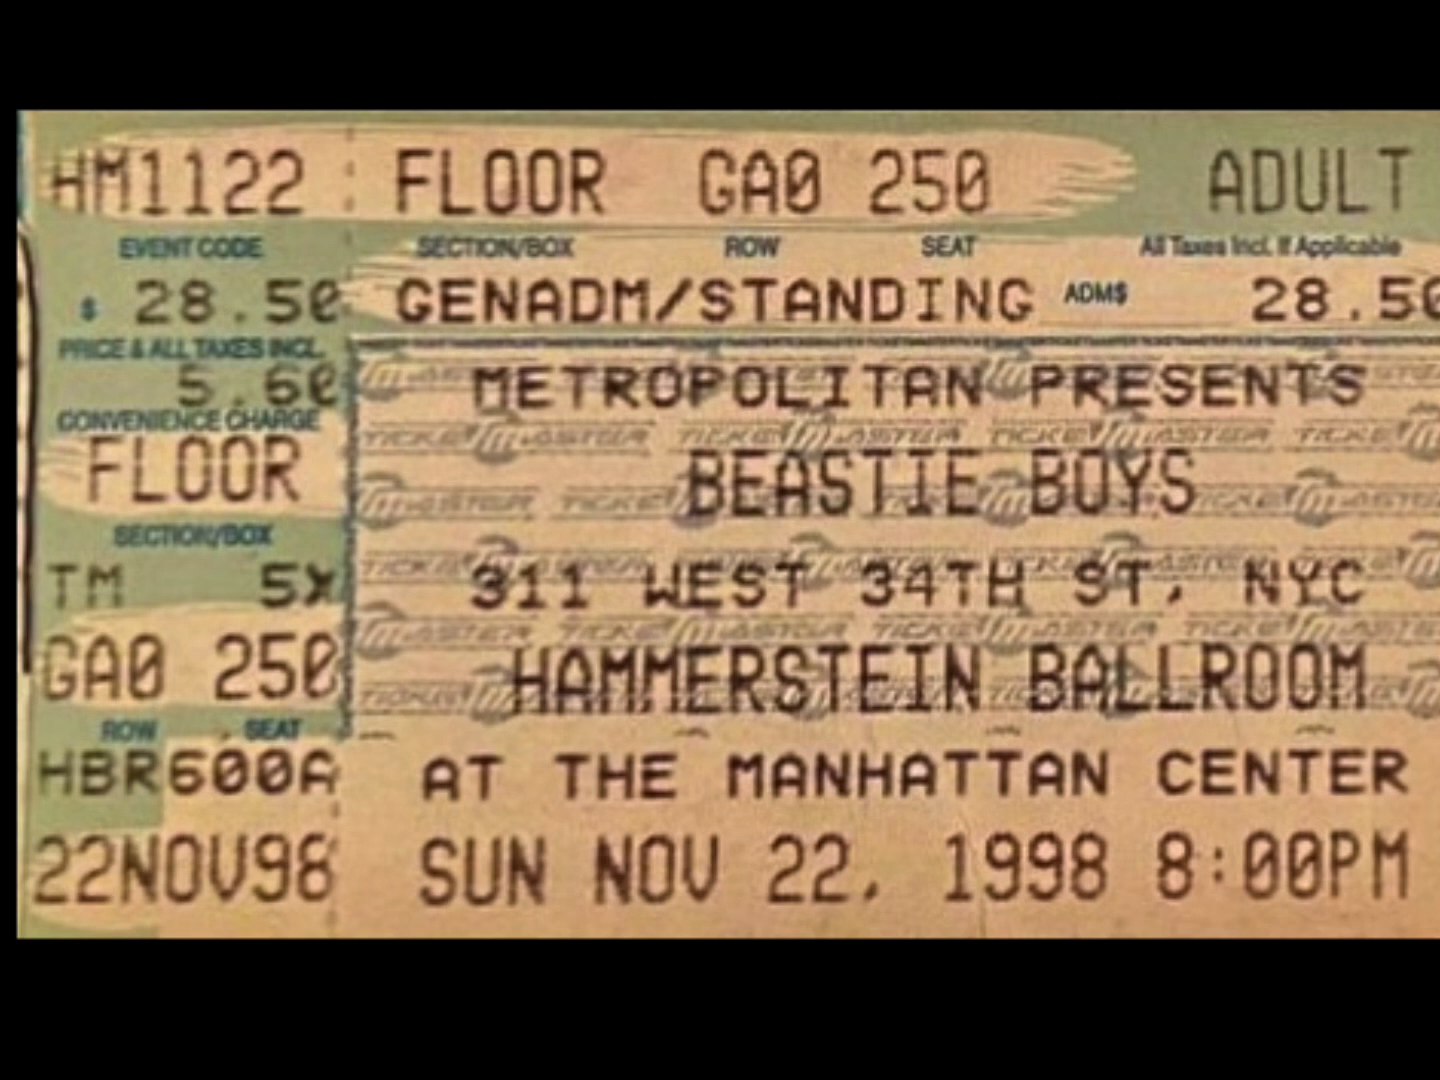 HM1122 FLOOR GA0 250 ADULT
EVENT CODE SECTION/BOX ROW SEAT All Taxes Incl. If Applicable
$ 28.50 GENADM/STANDING ADM$ 28.50
PRICE & ALL TAXES INCL.
5.60 METROPOLITAN PRESENTS
CONVENIENCE CHARGE
FLOOR BEASTIE BOYS
SECTION/BOX
TM 5X 311 WEST 34TH ST, NYC
GA0 250 HAMMERSTEIN BALLROOM
ROW SEAT
HBR600A AT THE MANHATTAN CENTER
22NOV98 SUN NOV 22, 1998 8:00PM